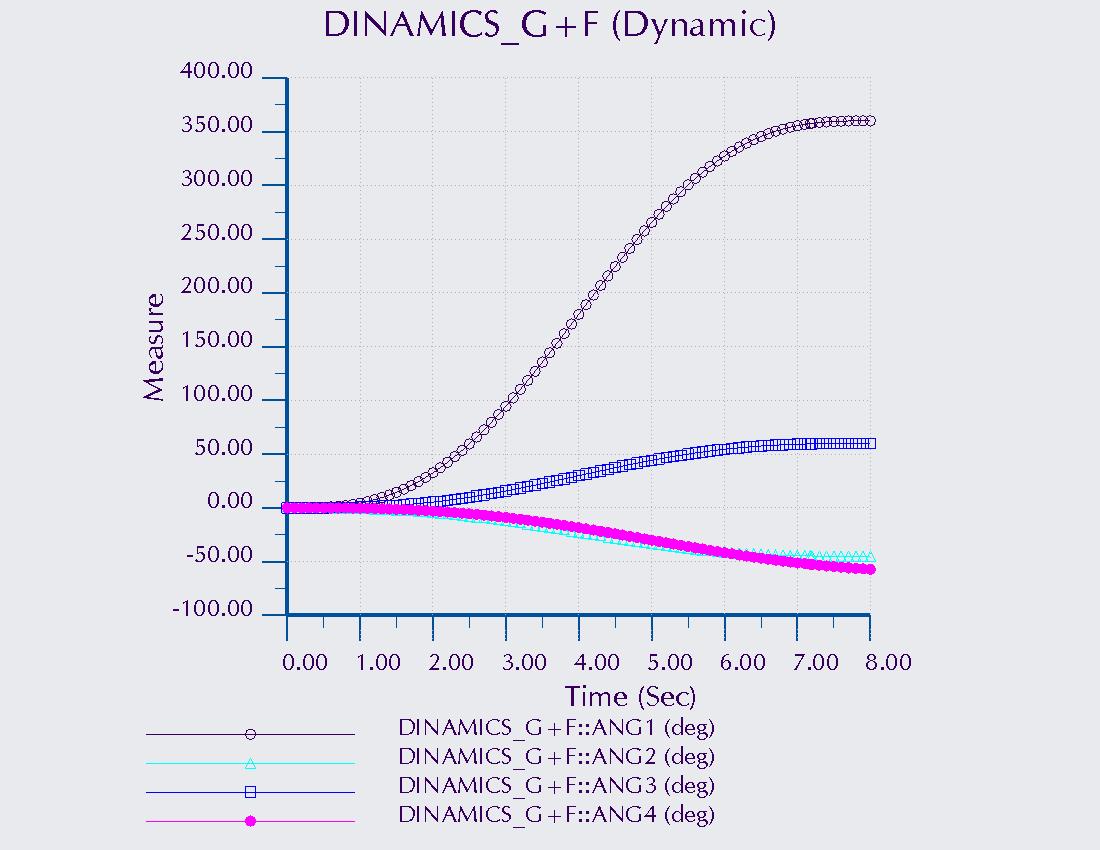 DINAMICS_G+F (Dynamic)
400.00
350.00
300.00
250.00
200.00
150.00
100.00
50.00
0.00
-50.00
-100.00
Measure
0.00 1.00 2.00 3.00 4.00 5.00 6.00 7.00 8.00
Time (Sec)
DINAMICS_G+F::ANG1 (deg)
DINAMICS_G+F::ANG2 (deg)
DINAMICS_G+F::ANG3 (deg)
DINAMICS_G+F::ANG4 (deg)